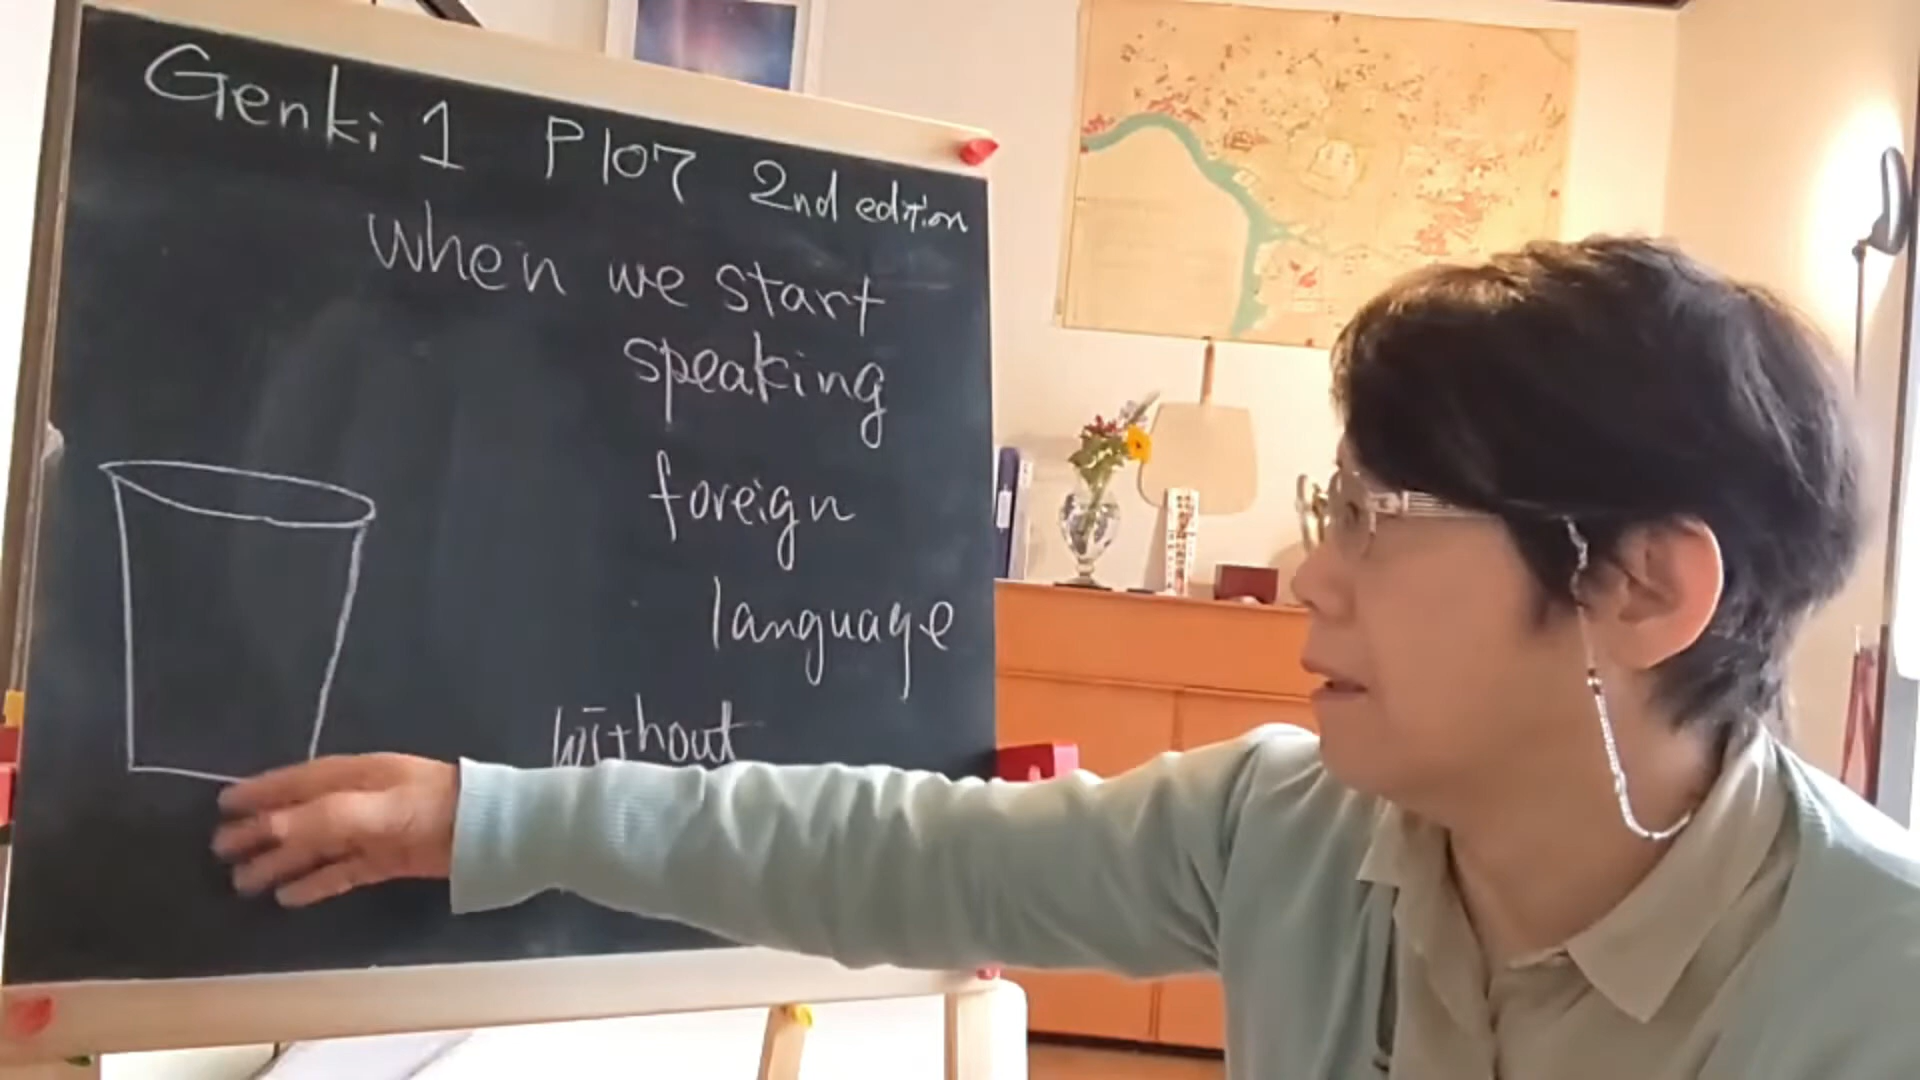 Genki 1 P107 2nd edition
When we start
speaking
foreign
language
without